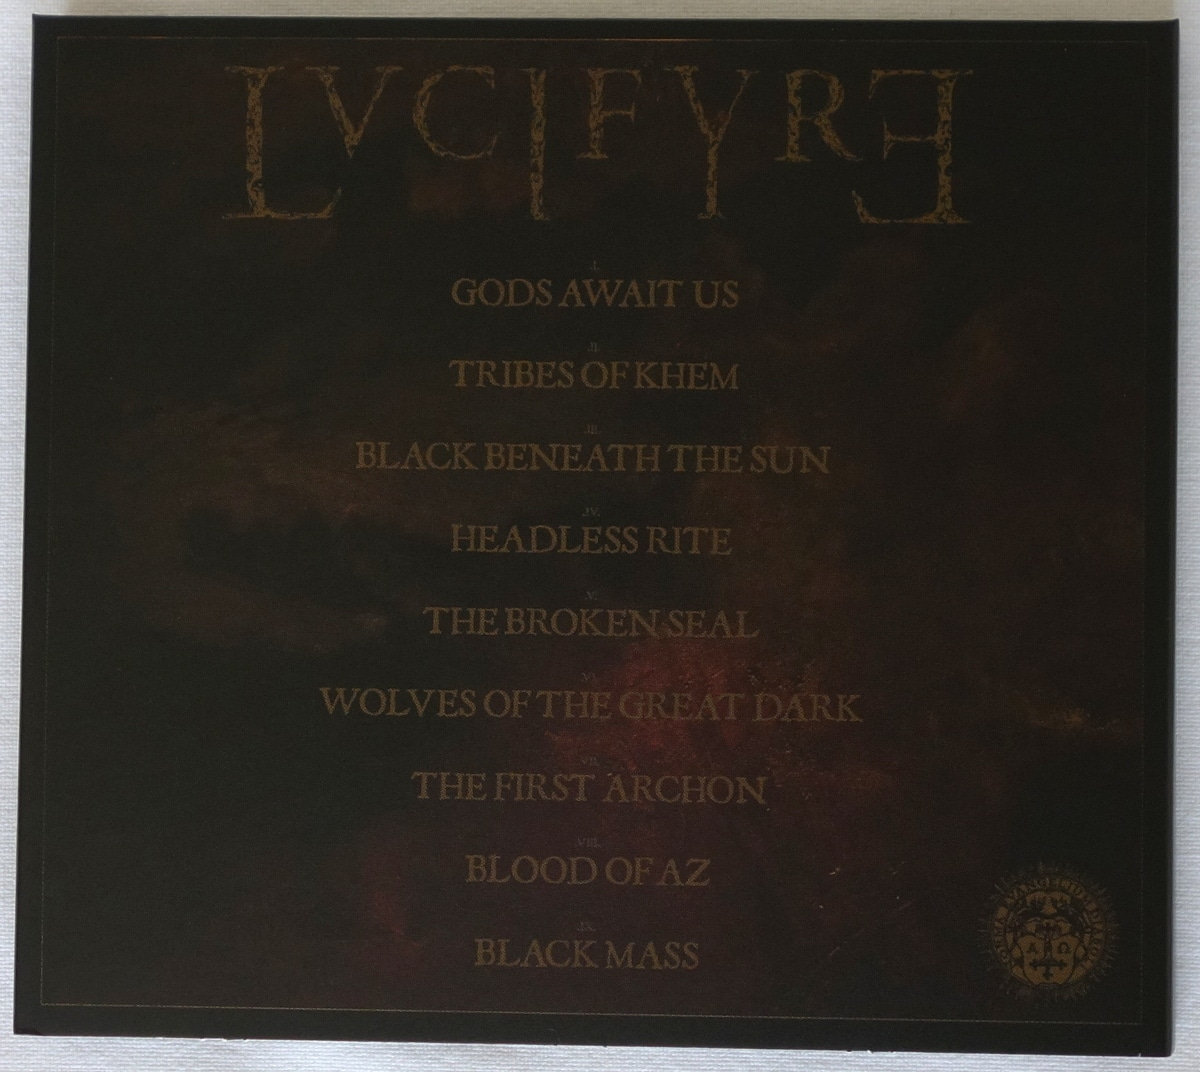 LVCIFYRE
I.
GODS AWAIT US
II.
TRIBES OF KHEM
III.
BLACK BENEATH THE SUN
IV.
HEADLESS RITE
V.
THE BROKEN SEAL
VI.
WOLVES OF THE GREAT DARK
VII.
THE FIRST ARCHON
VIII.
BLOOD OF AZ
IX.
BLACK MASS
A Ω